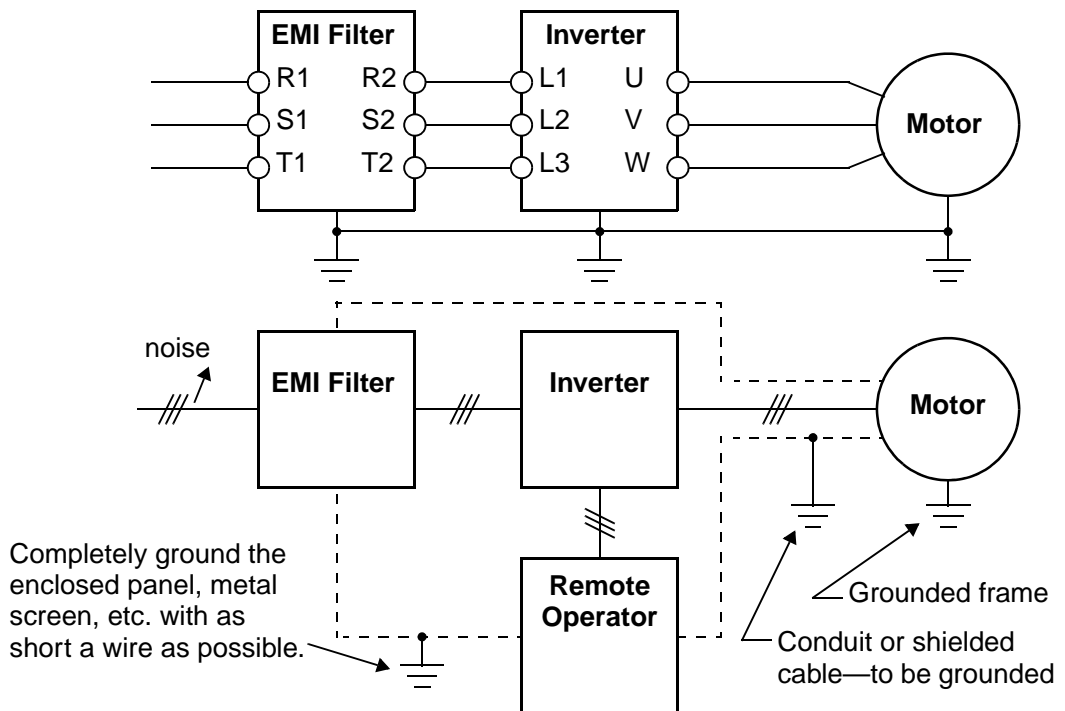 EMI Filter
Inverter
R1 R2 L1 U
S1 S2 L2 V
T1 T2 L3 W
Motor
noise
EMI Filter
Inverter
Motor
Completely ground the
enclosed panel, metal
screen, etc. with as
short a wire as possible.
Remote
Operator
Grounded frame
Conduit or shielded
cable—to be grounded